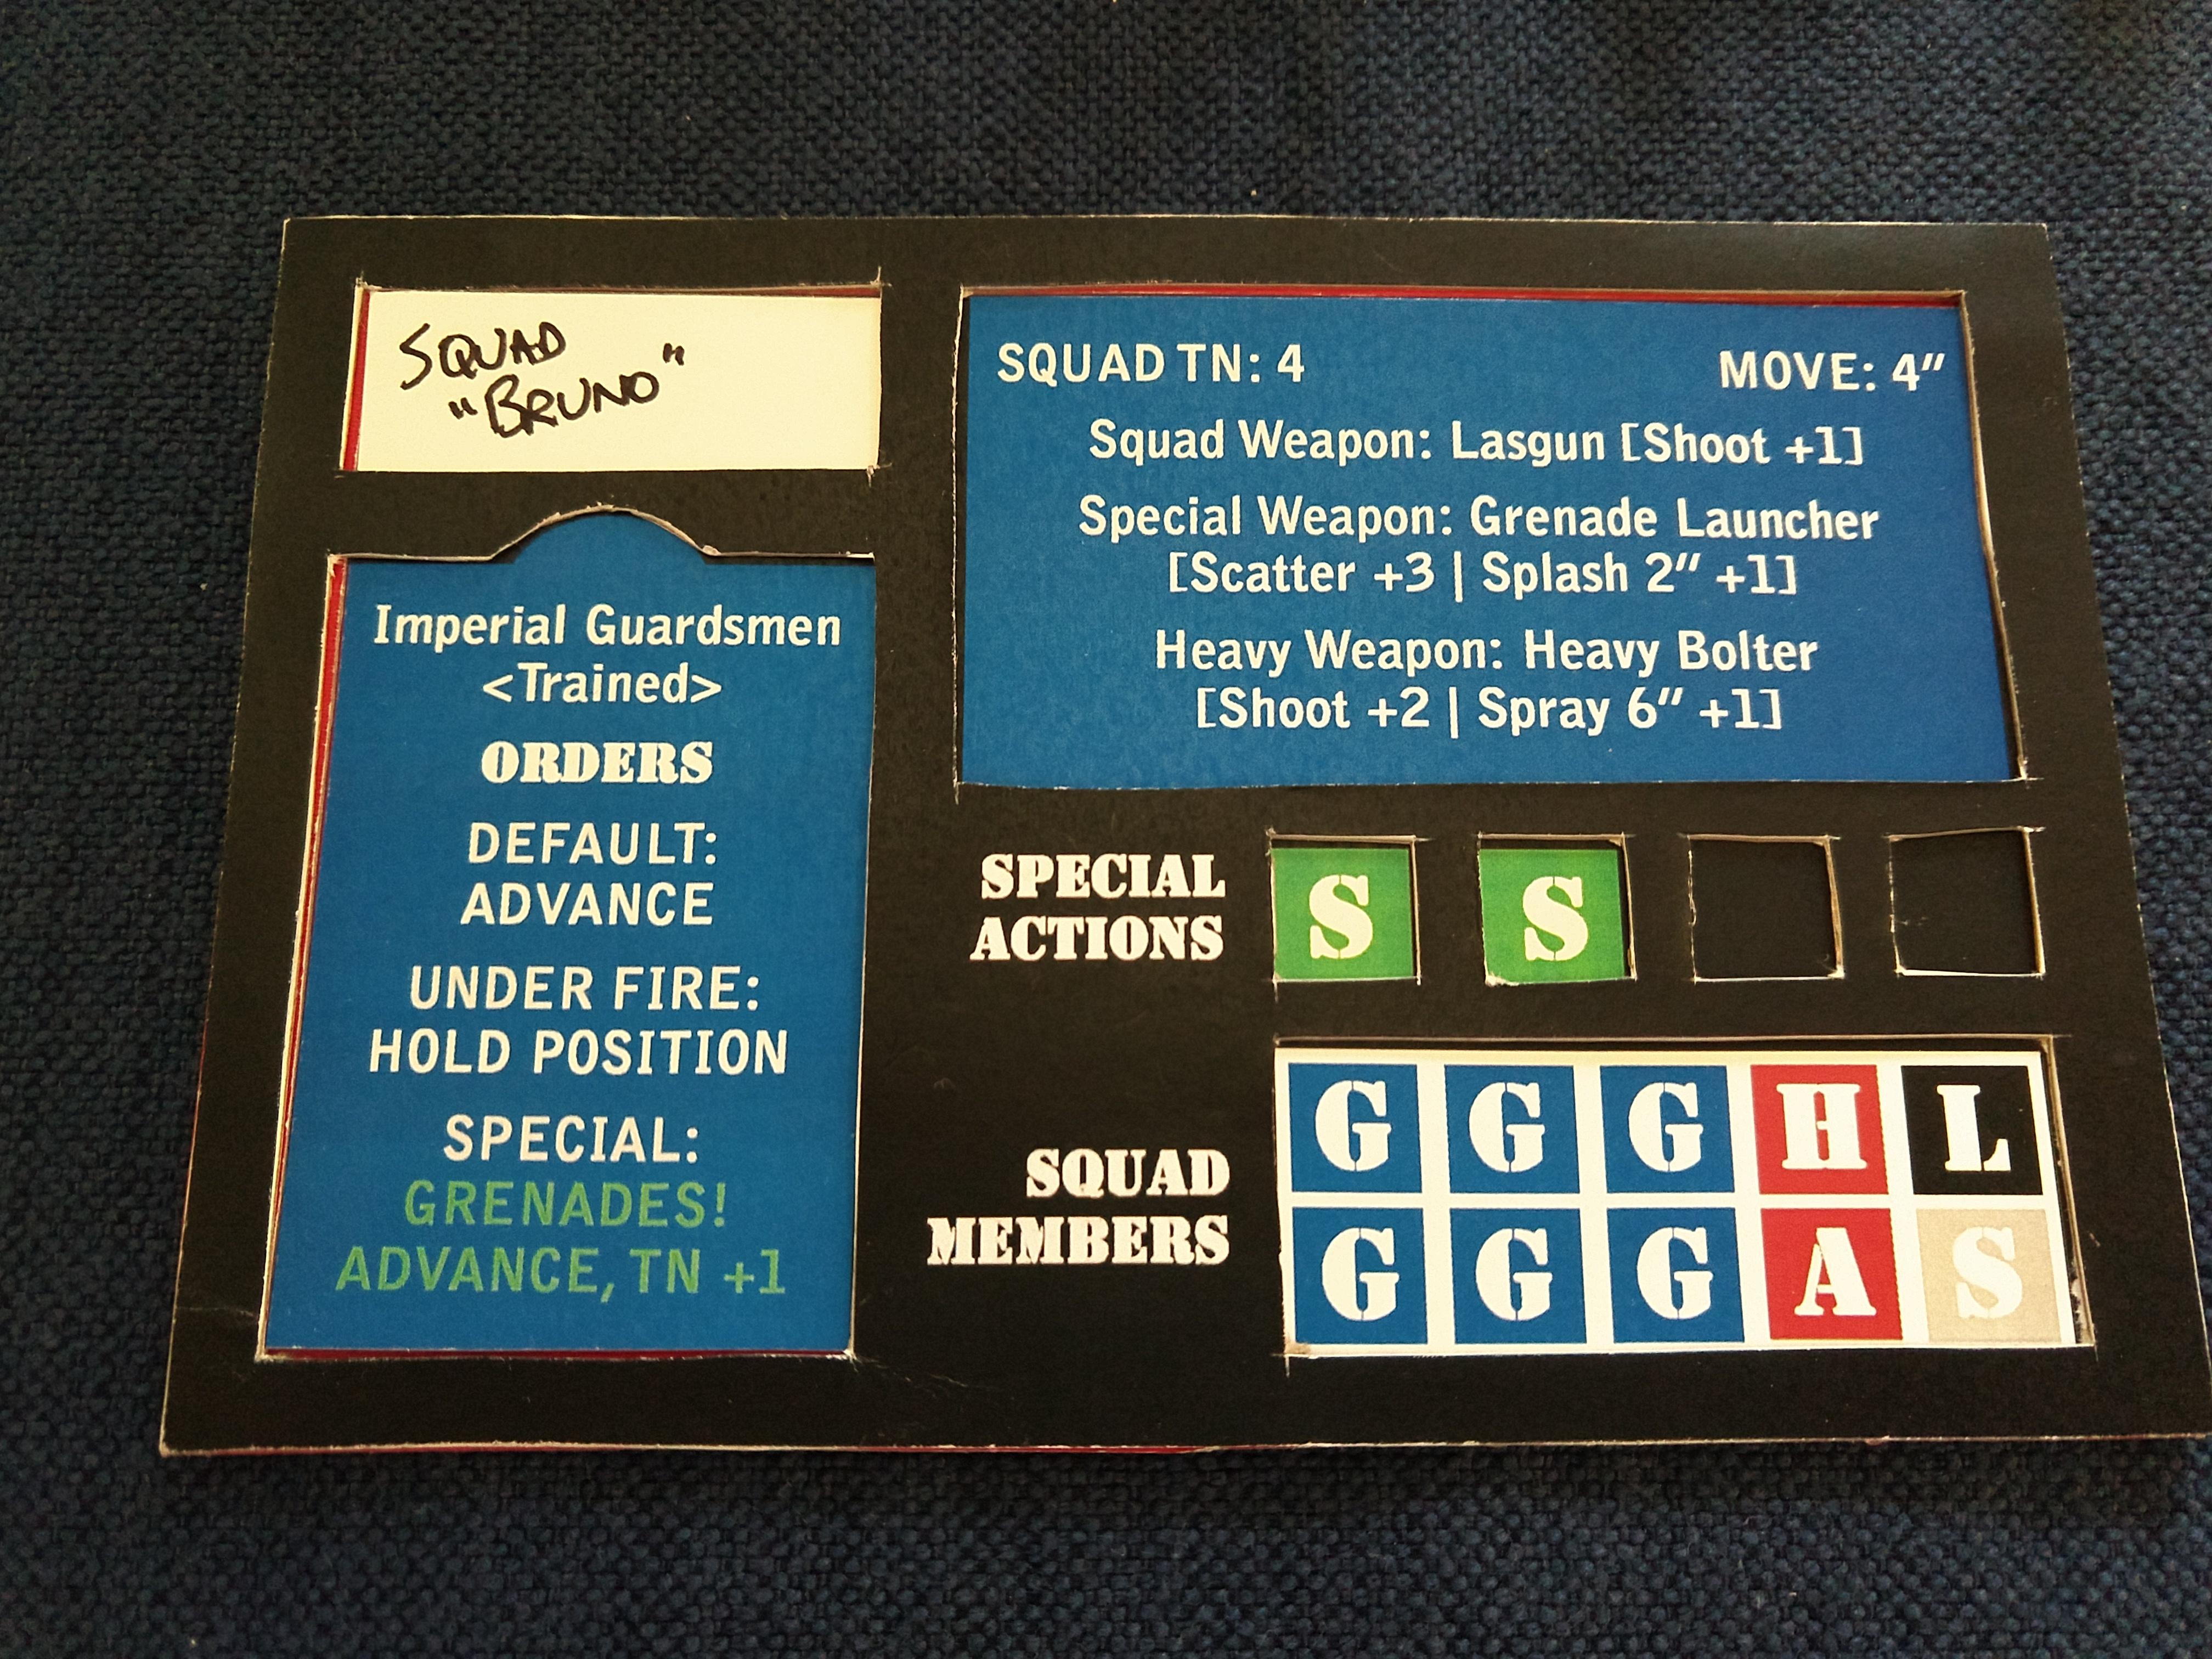 SQUAD
"BRUNO"
Imperial Guardsmen
<Trained>
ORDERS
DEFAULT:
ADVANCE
UNDER FIRE:
HOLD POSITION
SPECIAL:
GRENADES!
ADVANCE, TN +1
SQUAD TN: 4 MOVE: 4″
Squad Weapon: Lasgun [Shoot +1]
Special Weapon: Grenade Launcher
[Scatter +3 | Splash 2″ +1]
Heavy Weapon: Heavy Bolter
[Shoot +2 | Spray 6″ +1]
SPECIAL
ACTIONS
S S
SQUAD
MEMBERS
G G G H L
G G G A S